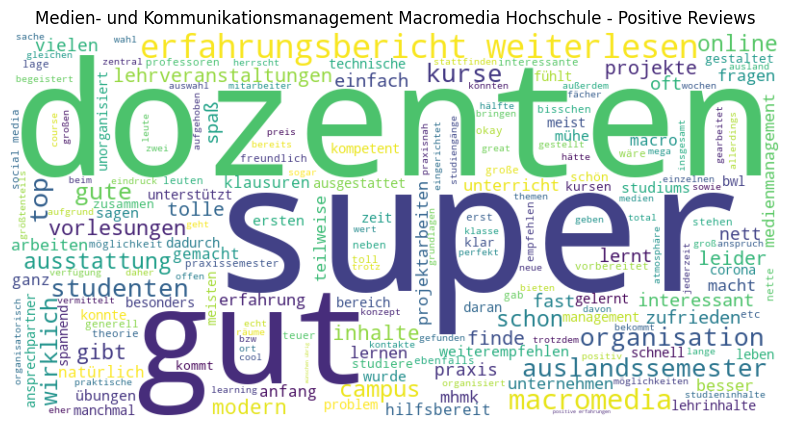 Medien- und Kommunikationsmanagement Macromedia Hochschule - Positive Reviews
sache
wahl
vielen
erfahrungsbericht weiterlesen
online
gleichen
zentral
professoren
herrscht
technische
stattfinden
interessante
gestaltet
lage
lehrveranstaltungen
einfach
kurse
projekte
oft
fragen
begeistert
auswahl
mitarbeiter
konnten
fühlt
außerdem
ausland
wochen
dozenten
social media
unorganisiert
spaß
course
großen
leute
zwei
aufgehoben
preis
bereits
sogar
freundlich
kompetent
hälfte
bringen
okay
great
gestellt
fächer
bisschen
studiengänge
meist
mühe
macro
wäre
mega
hätte
insgesamt
gearbeitet
allerdings
medienmanagement
praxisnah
eingerichtet
top
gute
beim
eindruck
leuten
unterstützt
klausuren
ausgestattet
super
große
unterricht
schön
kursen
einzelnen
sowie
studiums
bwl
größtenteils
aufgrund
zusammen
sagen
tolle
ersten
teilweise
zeit
wert
neben
toll
trotz
projektarbeiten
grundlagen
erst
klasse
klar
perfekt
themen
medien
geben
total
empfehlen
neue
vorbereitet
stehen
groß
anspruch
atmosphäre
jederzeit
nett
nette
vorlesungen
geht
arbeiten
möglichkeit
dadurch
gemacht
praxissemester
ausstattung
verfügung
daher
offen
leider
corona
macht
lernt
daran
bieten
gab
davon
fast
gelernt
interessant
zufrieden
etc
ganz
studenten
besonders
meisten
erfahrung
bereich
schon
management
bekommt
trotzdem
organisatorisch
ansprechpartner
wirklich
vermittelt
spannend
konnte
generell
theorie
gibt
gut
echt
räume
bzw
ort
cool
teuer
konzept
inhalte
kontakte
gefunden
ebenfalls
finde
weiterempfehlen
organisation
positiv
schnell
lange
leben
natürlich
kommt
lernen
studiere
wurde
praxis
organisiert
auslandssemester
unternehmen
möglichkeiten
besser
studieninhalte
eher
praktische
übungen
manchmal
modern
learning
anfang
campus
problem
mhmk
hilfsbereit
macromedia
lehrinhalte
positive erfahrungen